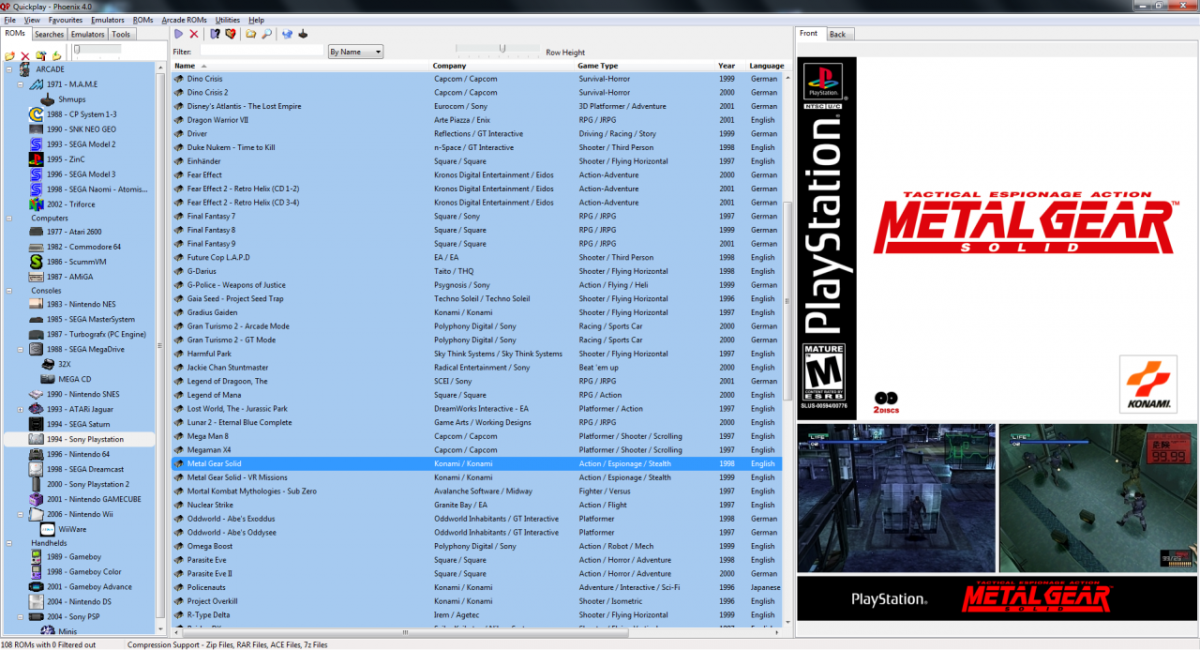 Quickplay - Phoenix 4.0
File View Favourites Emulators ROMs Arcade ROMs Utilities Help
ROMs Searches Emulators Tools
Filter: By Name Row Height
Name Company Game Type Year Language
ARCADE
1971 - M.A.M.E
Shmups
1988 - CP System 1-3
1990 - SNK NEO GEO
1993 - SEGA Model 2
1995 - ZinC
1996 - SEGA Model 3
1998 - SEGA Naomi - Atomis...
2002 - Triforce
Computers
1977 - Atari 2600
1982 - Commodore 64
1986 - ScummVM
1987 - AMiGA
Consoles
1983 - Nintendo NES
1985 - SEGA MasterSystem
1987 - Turbografx (PC Engine)
1988 - SEGA MegaDrive
32X
MEGA CD
1990 - Nintendo SNES
1993 - ATARi Jaguar
1994 - SEGA Saturn
1994 - Sony Playstation
1996 - Nintendo 64
1998 - SEGA Dreamcast
2000 - Sony Playstation 2
2001 - Nintendo GAMECUBE
2006 - Nintendo Wii
WiiWare
Handhelds
1989 - Gameboy
1998 - Gameboy Color
2001 - Gameboy Advance
2004 - Nintendo DS
2004 - Sony PSP
Minis
Dino Crisis Capcom / Capcom Survival-Horror 1999 German
Dino Crisis 2 Capcom / Capcom Survival-Horror 2000 German
Disney's Atlantis - The Lost Empire Eurocom / Sony 3D Platformer / Adventure 2001 German
Dragon Warrior VII Arte Piazza / Enix RPG / JRPG 2001 English
Driver Reflections / GT Interactive Driving / Racing / Story 1999 German
Duke Nukem - Time to Kill n-Space / GT Interactive Shooter / Third Person 1998 English
Einhänder Square / Square Shooter / Flying Horizontal 1997 English
Fear Effect Kronos Digital Entertainment / Eidos Action-Adventure 2000 German
Fear Effect 2 - Retro Helix (CD 1-2) Kronos Digital Entertainment / Eidos Action-Adventure 2001 German
Fear Effect 2 - Retro Helix (CD 3-4) Kronos Digital Entertainment / Eidos Action-Adventure 2001 German
Final Fantasy 7 Square / Sony RPG / JRPG 1997 German
Final Fantasy 8 Square / Square RPG / JRPG 1999 German
Final Fantasy 9 Square / Square RPG / JRPG 2001 German
Future Cop L.A.P.D EA / EA Shooter / Third Person 1998 English
G-Darius Taito / THQ Shooter / Flying Horizontal 1998 English
G-Police - Weapons of Justice Psygnosis / Sony Action / Flying / Heli 1999 German
Gaia Seed - Project Seed Trap Techno Soleil / Techno Soleil Shooter / Flying Horizontal 1996 English
Gradius Gaiden Konami / Konami Shooter / Flying Horizontal 1997 English
Gran Turismo 2 - Arcade Mode Polyphony Digital / Sony Racing / Sports Car 2000 German
Gran Turismo 2 - GT Mode Polyphony Digital / Sony Racing / Sports Car 2000 German
Harmful Park Sky Think Systems / Sky Think Systems Shooter / Flying Horizontal 1997 English
Jackie Chan Stuntmaster Radical Entertainment / Sony Beat 'em up 2000 English
Legend of Dragoon, The SCEI / Sony RPG / JRPG 2001 German
Legend of Mana Square / Square RPG / Action 2000 English
Lost World, The - Jurassic Park DreamWorks Interactive - EA Platformer / Action 1997 English
Lunar 2 - Eternal Blue Complete Game Arts / Working Designs RPG / JRPG 2000 English
Mega Man 8 Capcom / Capcom Platformer / Shooter / Scrolling 1997 English
Megaman X4 Capcom / Capcom Platformer / Shooter / Scrolling 1997 English
Metal Gear Solid Konami / Konami Action / Espionage / Stealth 1998 English
Metal Gear Solid - VR Missions Konami / Konami Action / Espionage / Stealth 1999 English
Mortal Kombat Mythologies - Sub Zero Avalanche Software / Midway Fighter / Versus 1997 English
Nuclear Strike Granite Bay / EA Action / Flight 1997 English
Oddworld - Abe's Exoddus Oddworld Inhabitants / GT Interactive Platformer 1998 German
Oddworld - Abe's Oddysee Oddworld Inhabitants / GT Interactive Platformer 1997 German
Omega Boost Polyphony Digital / Sony Action / Robot / Mech 1999 English
Parasite Eve Square / Square Action / Horror / Adventure 1998 English
Parasite Eve II Square / Square Action / Horror / Adventure 2000 German
Policenauts Konami / Konami Adventure / Interactive / Sci-Fi 1996 Japanese
Project Overkill Konami / Konami Shooter / Isometric 1996 English
R-Type Delta Irem / Agetec Shooter / Flying Horizontal 1999 English
Front Back
PlayStation
NTSC U/C
PlayStation
MATURE
M
CONTENT RATED BY
ESRB
SLUS-00594/00776
TACTICAL ESPIONAGE ACTION
METAL GEAR™
SOLID
2DISCS
KONAMI.
LIFE
LIFE
99.99
PlayStation
TACTICAL ESPIONAGE ACTION
METAL GEAR
SOLID
108 ROMs with 0 Filtered out Compression Support - Zip Files, RAR Files, ACE Files, 7z Files